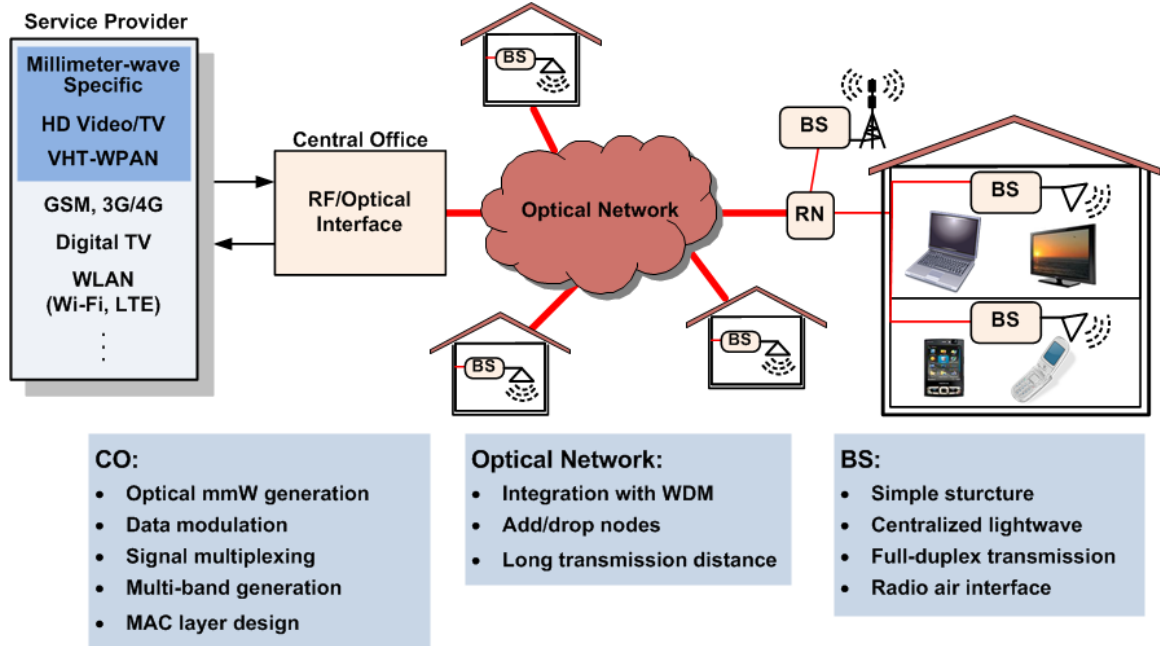 Service Provider
Millimeter-wave
Specific
HD Video/TV
VHT-WPAN
GSM, 3G/4G
Digital TV
WLAN
(Wi-Fi, LTE)
.
.
.
Central Office
RF/Optical
Interface
Optical Network
BS
BS
BS
RN
BS
BS
BS
CO:
• Optical mmW generation
• Data modulation
• Signal multiplexing
• Multi-band generation
• MAC layer design
Optical Network:
• Integration with WDM
• Add/drop nodes
• Long transmission distance
BS:
• Simple sturcture
• Centralized lightwave
• Full-duplex transmission
• Radio air interface